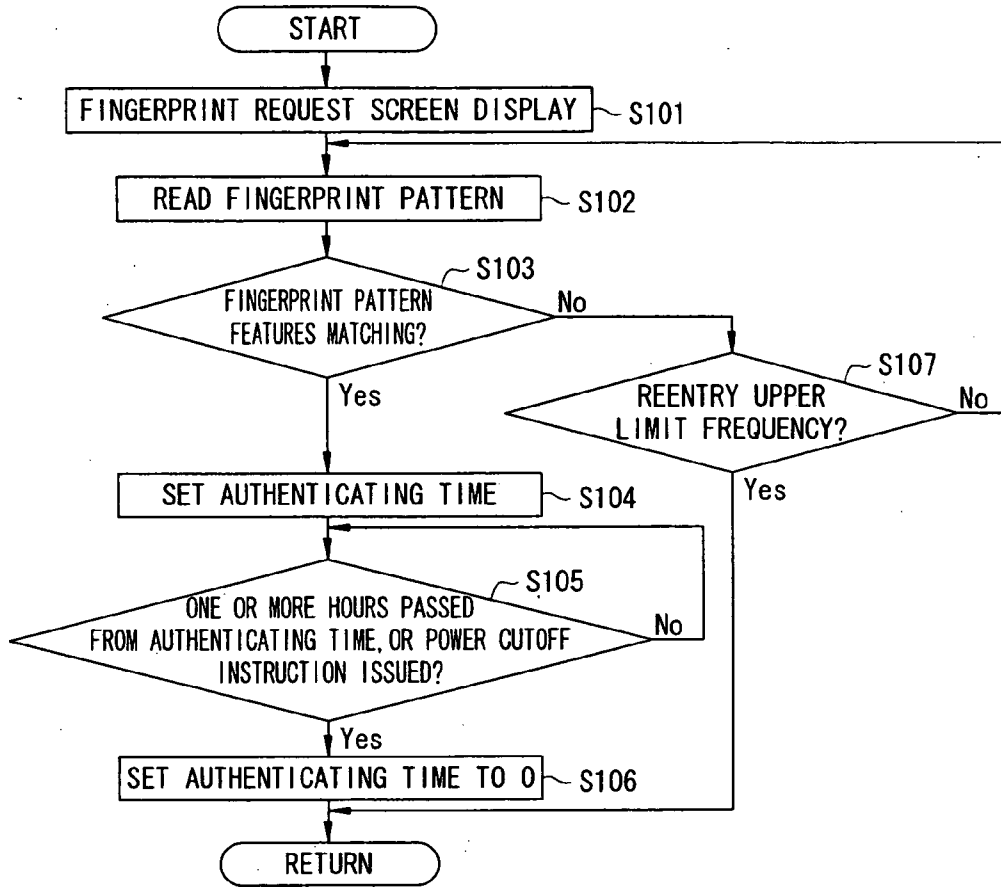 START
FINGERPRINT REQUEST SCREEN DISPLAY
S101
READ FINGERPRINT PATTERN
S102
S103
FINGERPRINT PATTERN
FEATURES MATCHING?
No
Yes
S107
REENTRY UPPER
LIMIT FREQUENCY?
No
Yes
SET AUTHENTICATING TIME
S104
S105
ONE OR MORE HOURS PASSED
FROM AUTHENTICATING TIME, OR POWER CUTOFF
INSTRUCTION ISSUED?
No
Yes
SET AUTHENTICATING TIME TO 0
S106
RETURN